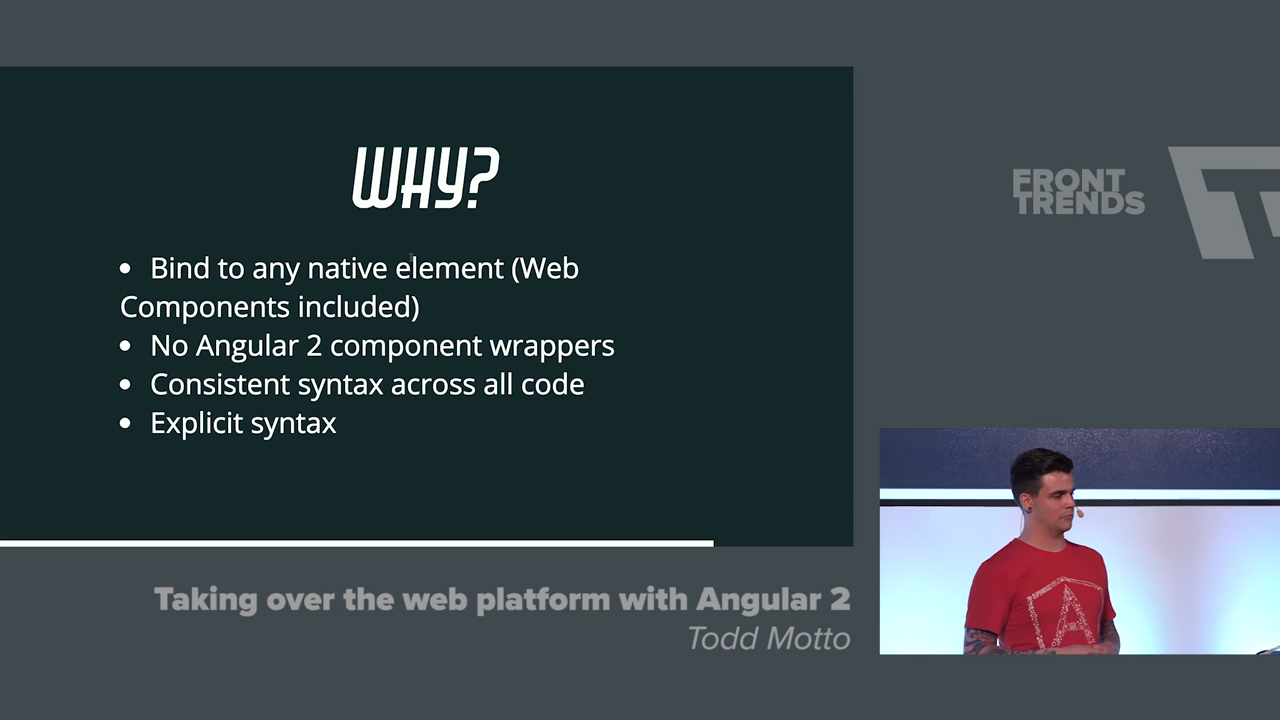 WHY?
• Bind to any native element (Web
Components included)
• No Angular 2 component wrappers
• Consistent syntax across all code
• Explicit syntax
FRONT
TRENDS
Taking over the web platform with Angular 2
Todd Motto
A